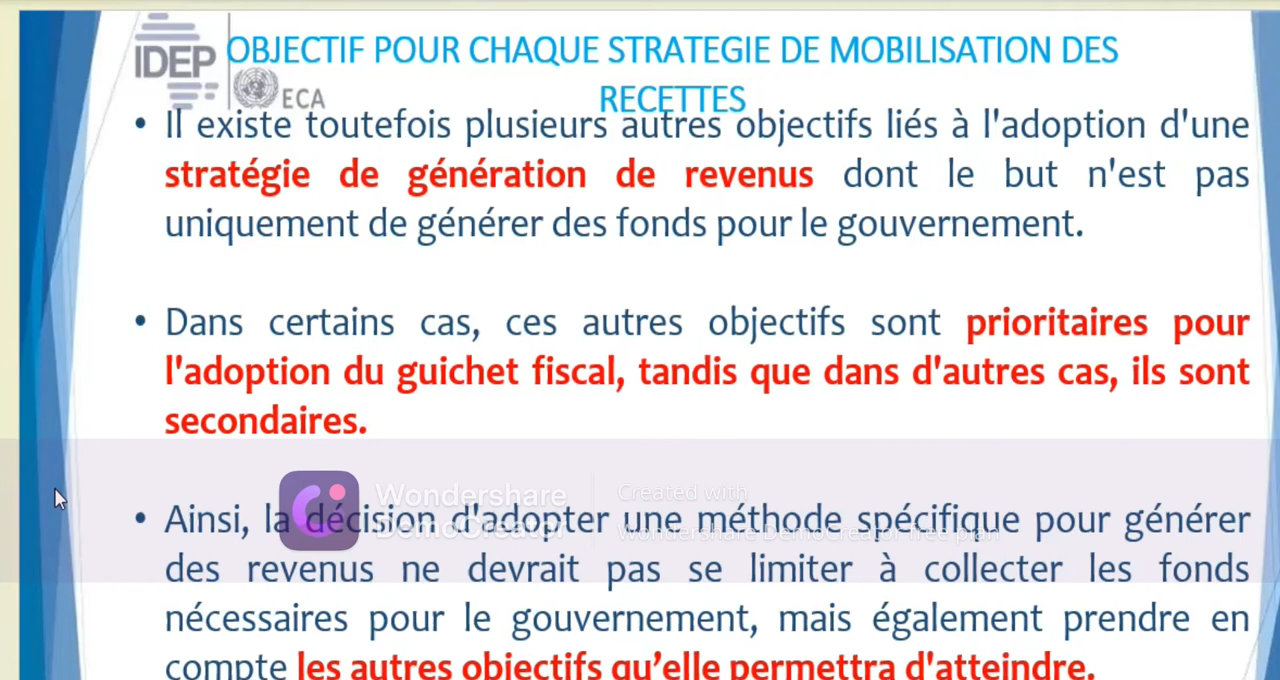 IDEP
ECA
OBJECTIF POUR CHAQUE STRATEGIE DE MOBILISATION DES
RECETTES
• Il existe toutefois plusieurs autres objectifs liés à l'adoption d'une
stratégie de génération de revenus dont le but n'est pas
uniquement de générer des fonds pour le gouvernement.
• Dans certains cas, ces autres objectifs sont prioritaires pour
l'adoption du guichet fiscal, tandis que dans d'autres cas, ils sont
secondaires.
Wondershare
DemoCreator
Created with
Wondershare DemoCreator free plan
• Ainsi, la décision d'adopter une méthode spécifique pour générer
des revenus ne devrait pas se limiter à collecter les fonds
nécessaires pour le gouvernement, mais également prendre en
compte les autres objectifs qu’elle permettra d'atteindre.